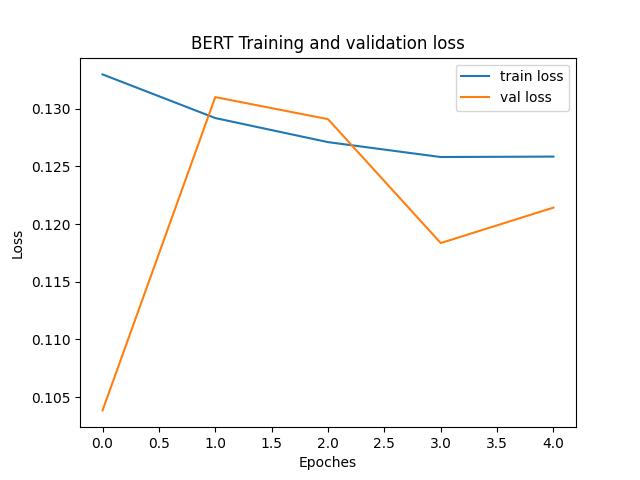 BERT Training and validation loss
train loss
val loss
0.130
0.125
0.120
0.115
0.110
0.105
Loss
0.0 0.5 1.0 1.5 2.0 2.5 3.0 3.5 4.0
Epoches